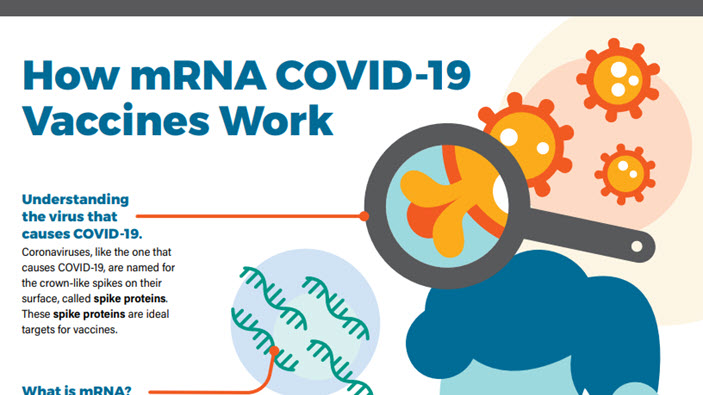 How mRNA COVID-19
Vaccines Work
Understanding
the virus that
causes COVID-19.
Coronaviruses, like the one that
causes COVID-19, are named for
the crown-like spikes on their
surface, called spike proteins.
These spike proteins are ideal
targets for vaccines.
What is mRNA?